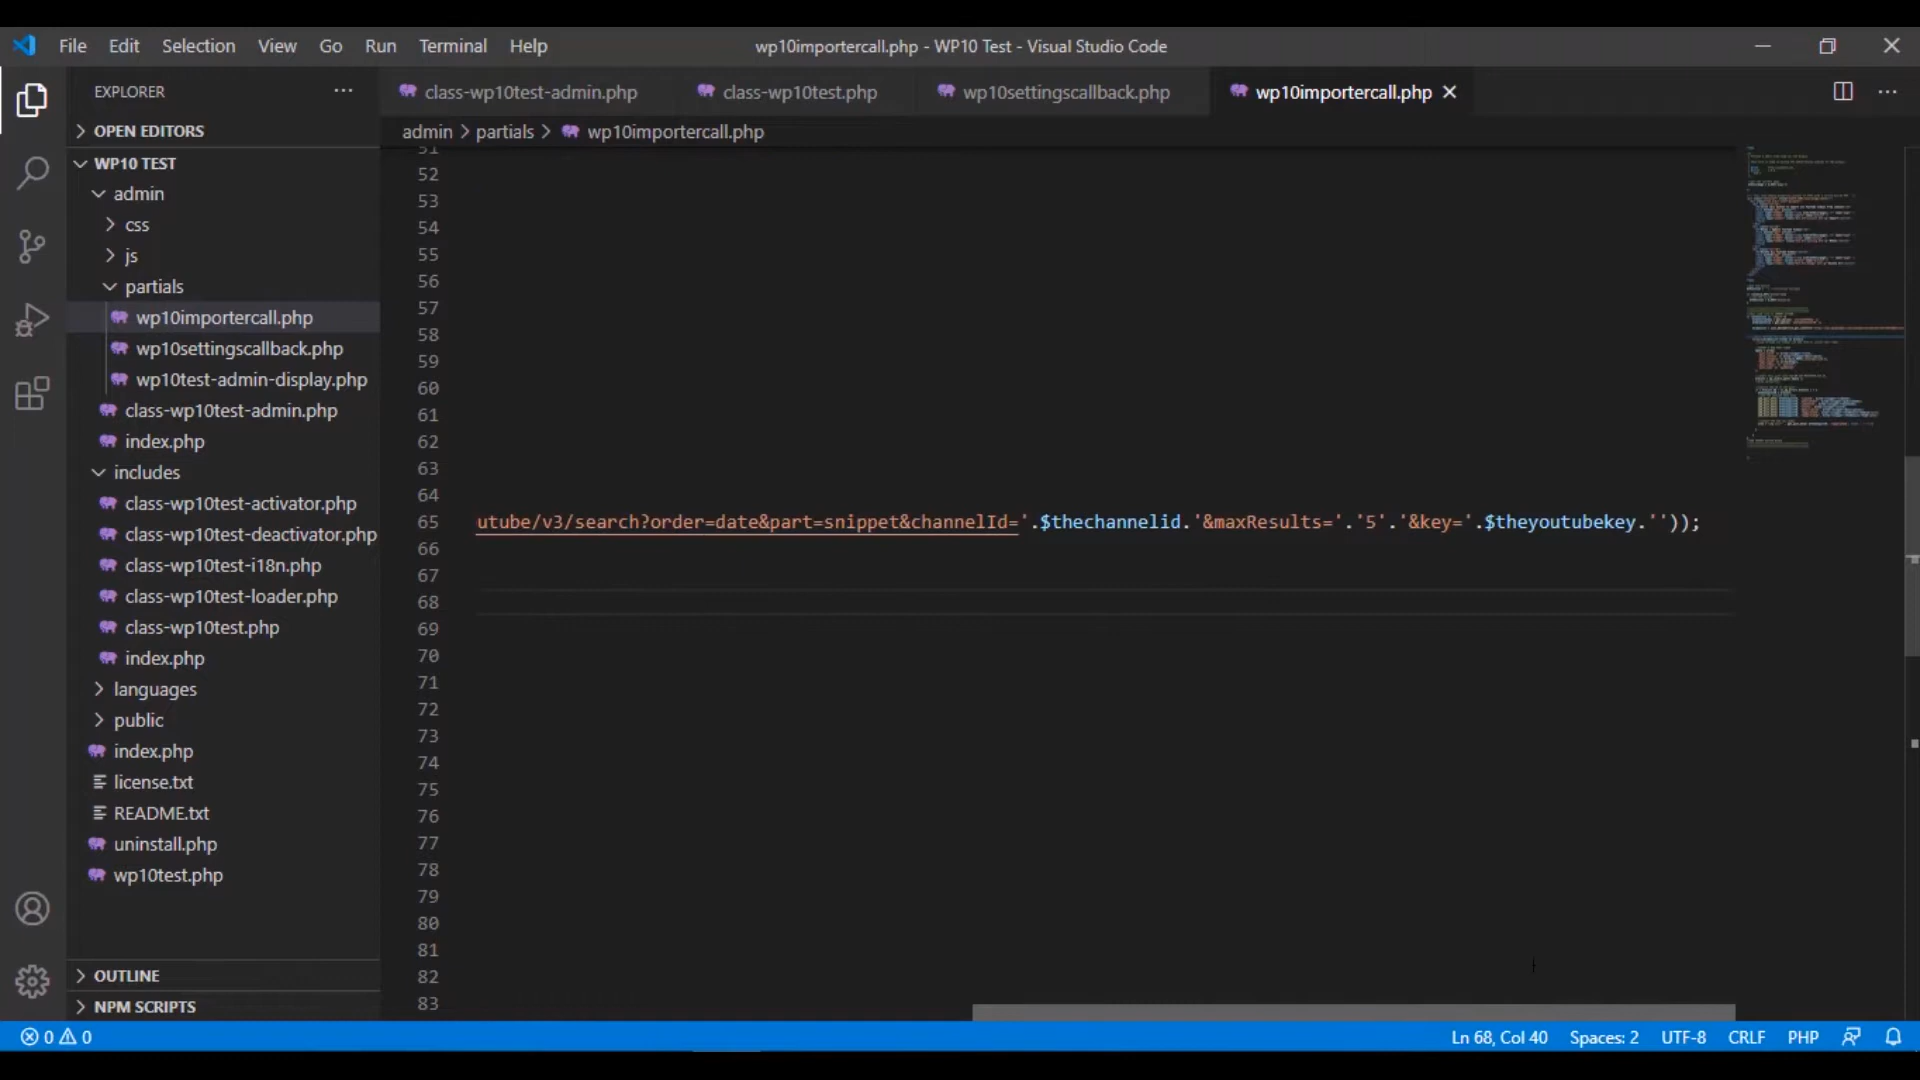 File Edit Selection View Go Run Terminal Help
wp10importercall.php - WP10 Test - Visual Studio Code
EXPLORER
OPEN EDITORS
WP10 TEST
admin
css
js
partials
wp10importercall.php
wp10settingscallback.php
wp10test-admin-display.php
class-wp10test-admin.php
index.php
includes
class-wp10test-activator.php
class-wp10test-deactivator.php
class-wp10test-i18n.php
class-wp10test-loader.php
class-wp10test.php
index.php
languages
public
index.php
license.txt
README.txt
uninstall.php
wp10test.php
OUTLINE
NPM SCRIPTS
class-wp10test-admin.php class-wp10test.php wp10settingscallback.php wp10importercall.php
admin > partials > wp10importercall.php
51
52
53
54
55
56
57
58
59
60
61
62
63
64
65 utube/v3/search?order=date&part=snippet&channelId='.$thechannelid.'&maxResults='.'5'.'&key='.$theyoutubekey.''));
66
67
68
69
70
71
72
73
74
75
76
77
78
79
80
81
82
83
0 0 Ln 68, Col 40 Spaces: 2 UTF-8 CRLF PHP